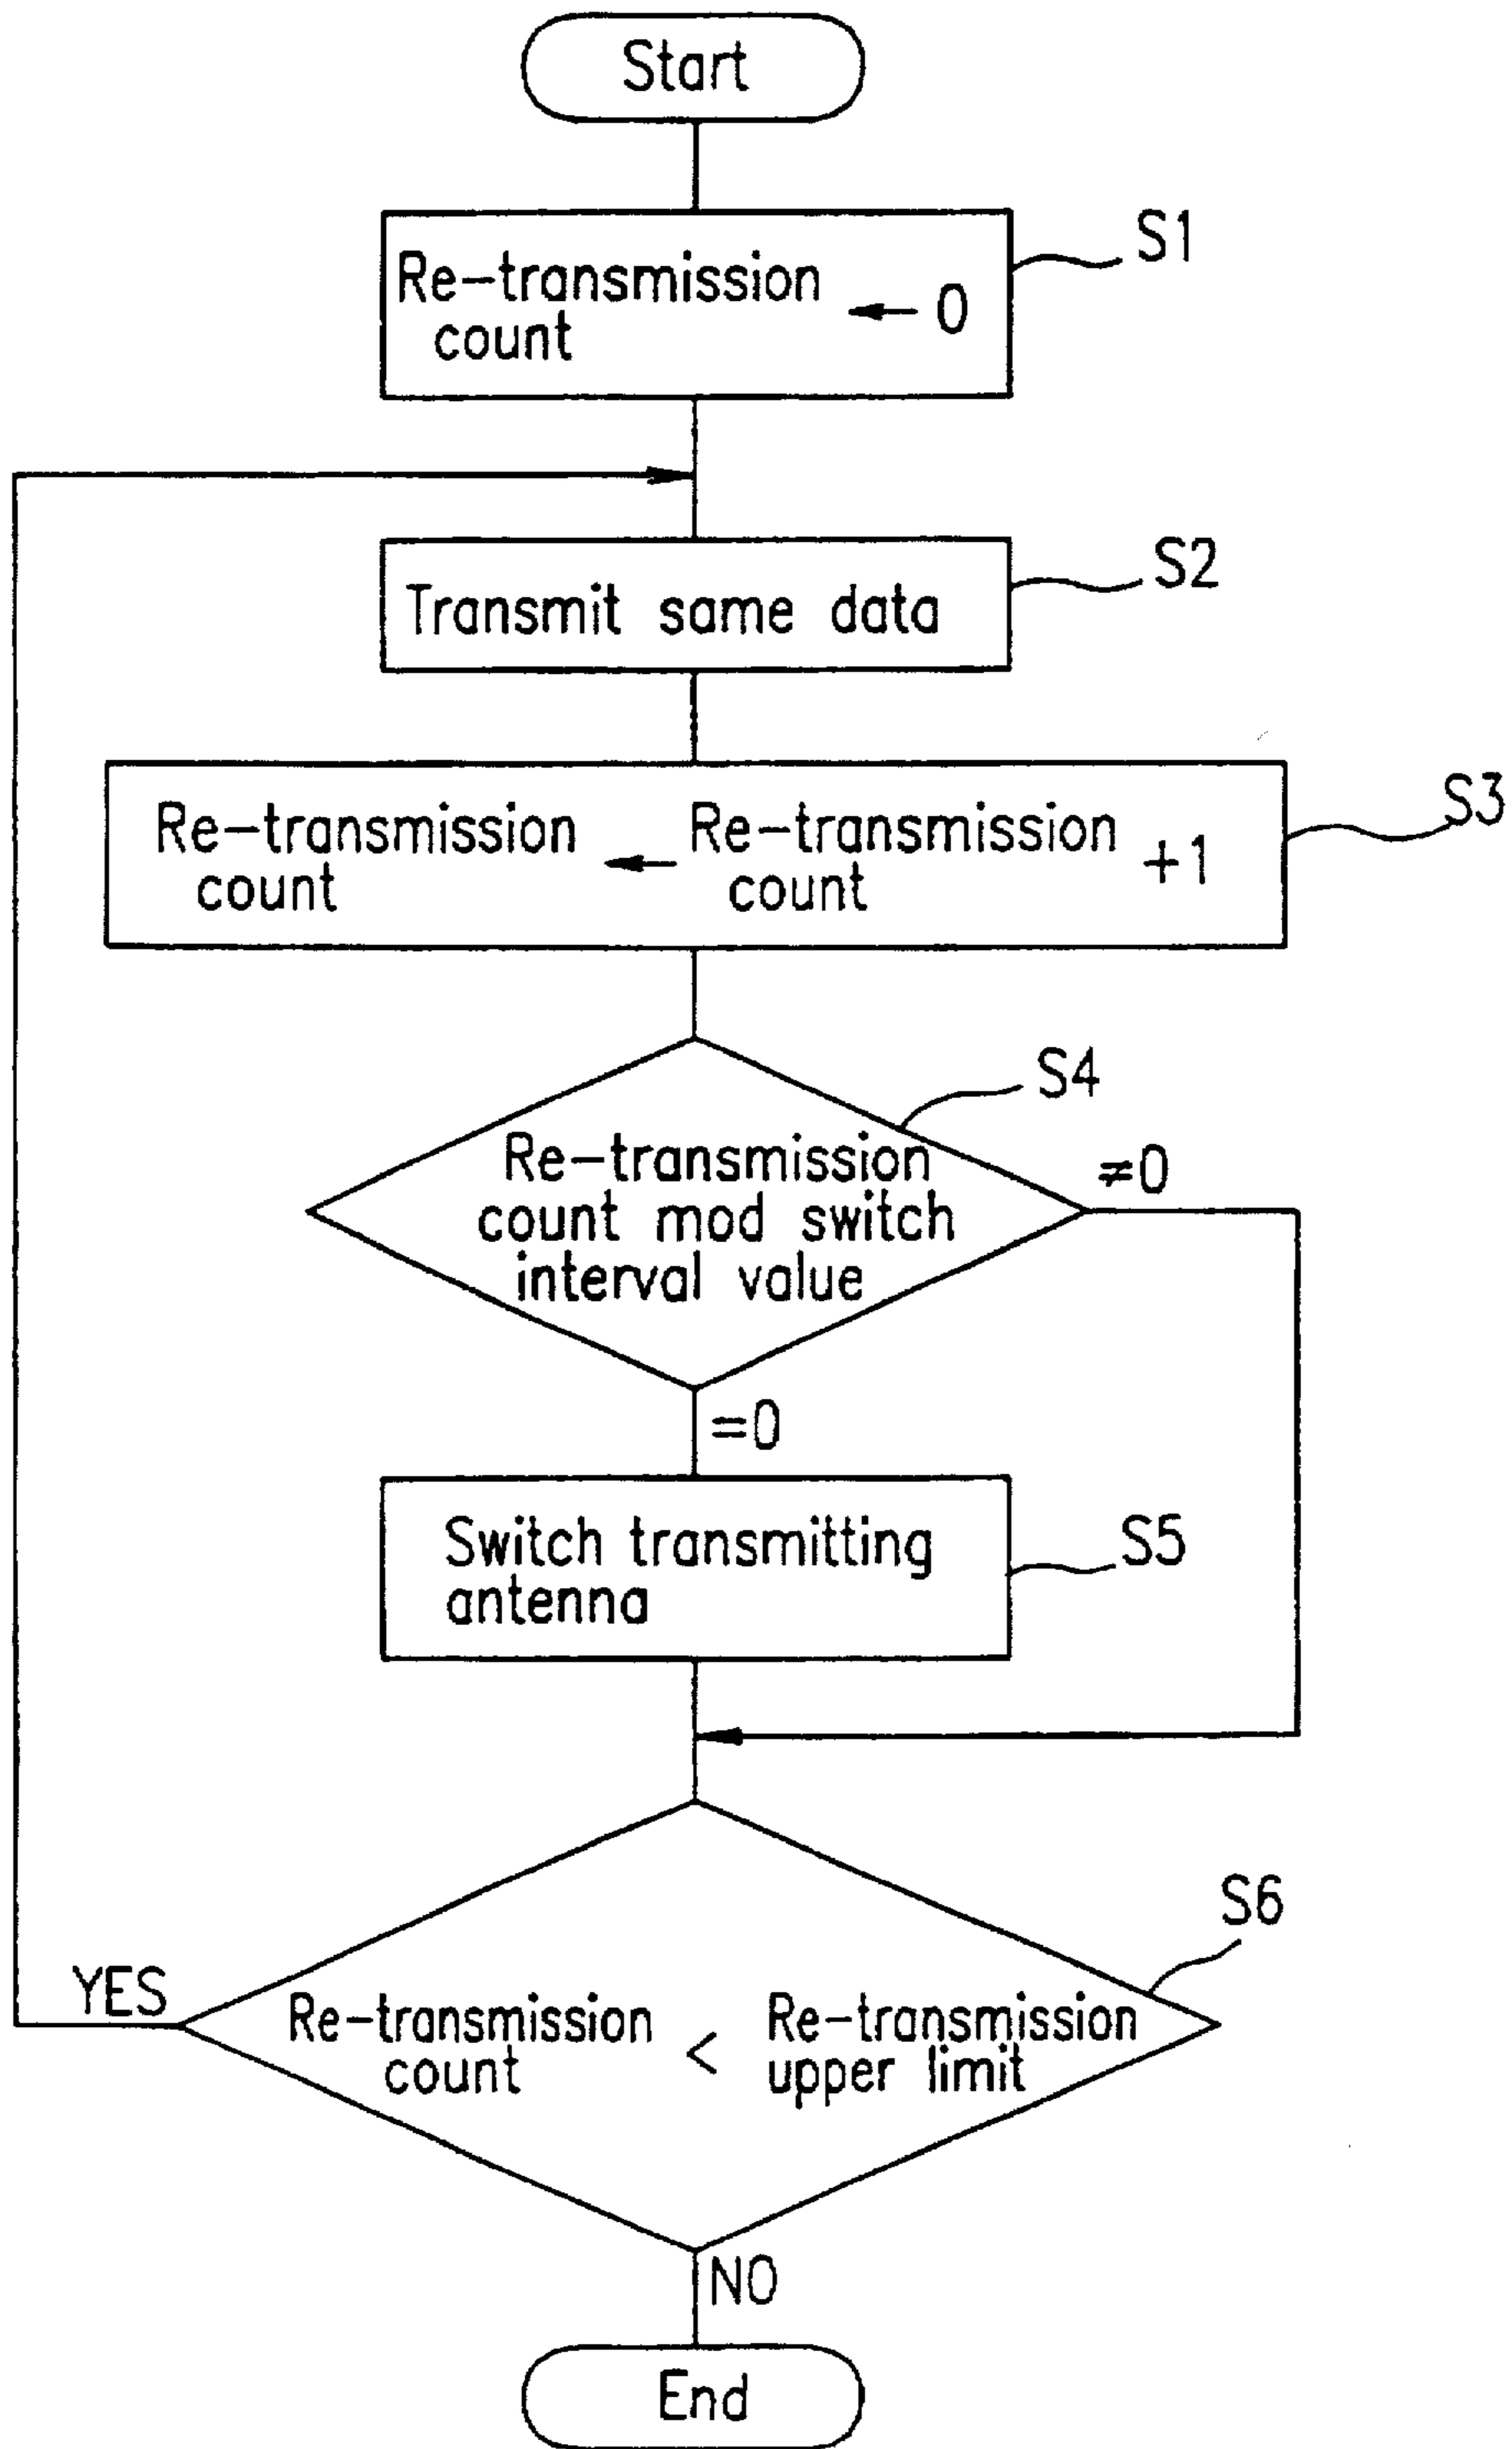 Start
S1
Re-transmission
count
← 0
S2
Transmit same data
S3
Re-transmission
count
←
Re-transmission
count
+1
S4
Re-transmission
count mod switch
interval value
≠0
=0
S5
Switch transmitting
antenna
S6
YES
Re-transmission
count
<
Re-transmission
upper limit
NO
End